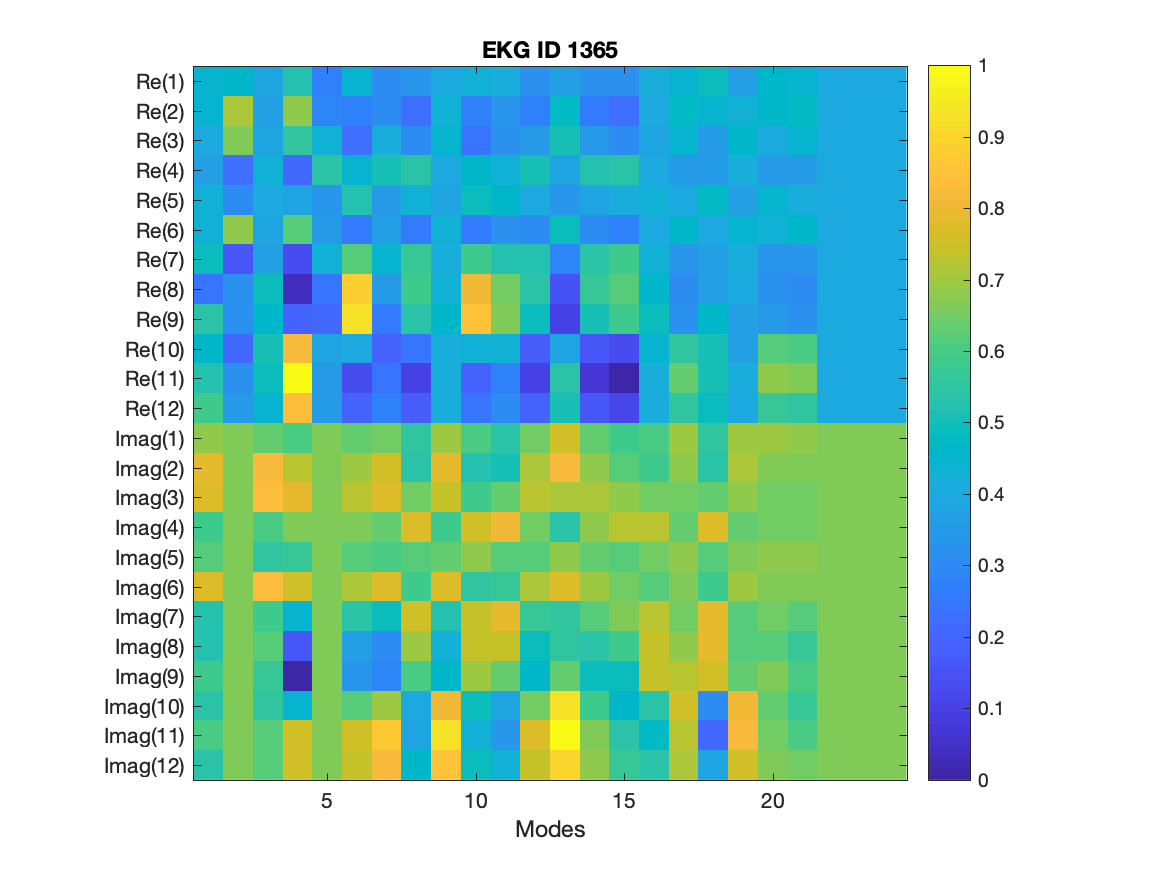 EKG ID 1365
Re(1)
Re(2)
Re(3)
Re(4)
Re(5)
Re(6)
Re(7)
Re(8)
Re(9)
Re(10)
Re(11)
Re(12)
Imag(1)
Imag(2)
Imag(3)
Imag(4)
Imag(5)
Imag(6)
Imag(7)
Imag(8)
Imag(9)
Imag(10)
Imag(11)
Imag(12)
5 10 15 20
Modes
1
0.9
0.8
0.7
0.6
0.5
0.4
0.3
0.2
0.1
0